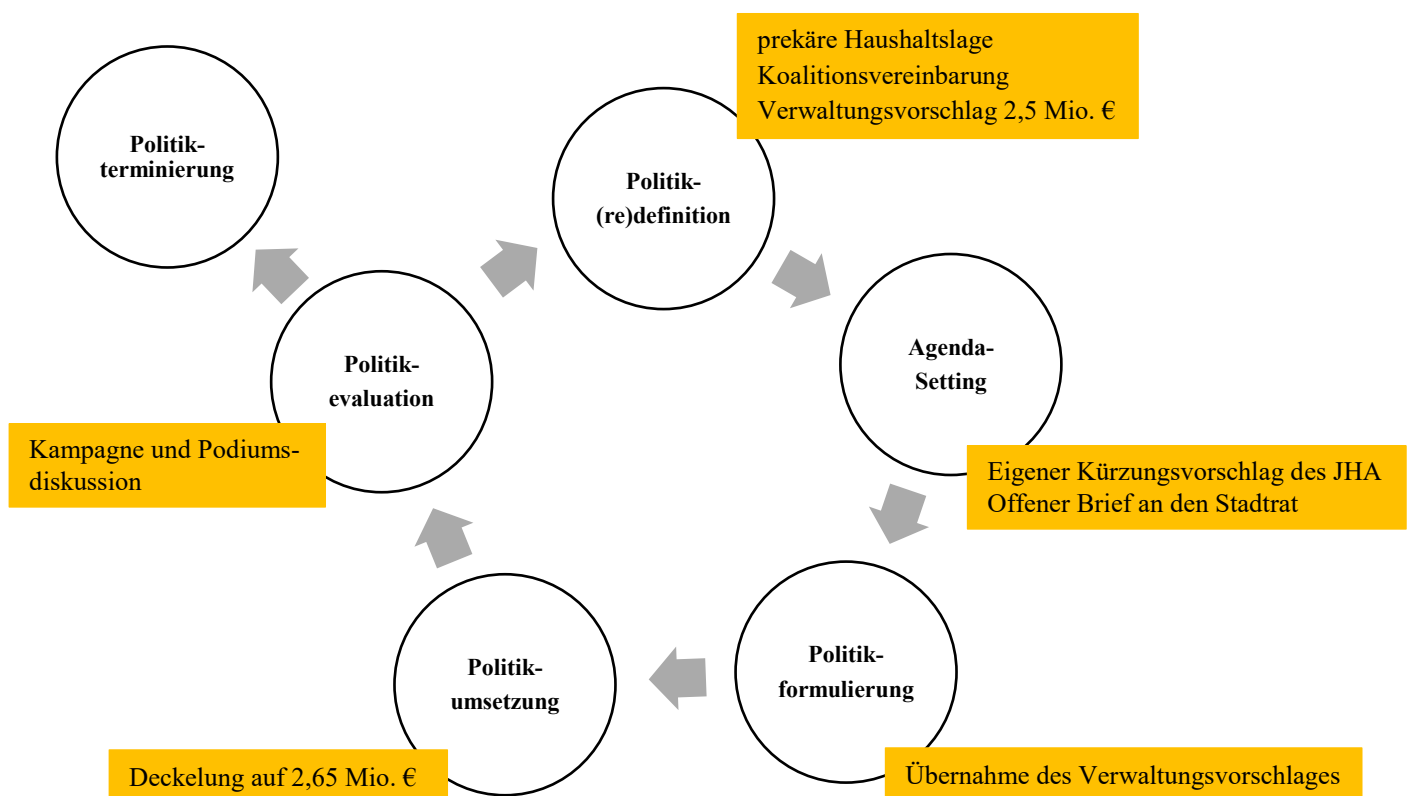 prekäre Haushaltslage
Koalitionsvereinbarung
Verwaltungsvorschlag 2,5 Mio. €
Politik-
terminierung
Politik-
(re)definition
Agenda-
Setting
Politik-
evaluation
Kampagne und Podiums-
diskussion
Eigener Kürzungsvorschlag des JHA
Offener Brief an den Stadtrat
Politik-
formulierung
Politik-
umsetzung
Deckelung auf 2,65 Mio. €
Übernahme des Verwaltungsvorschlages